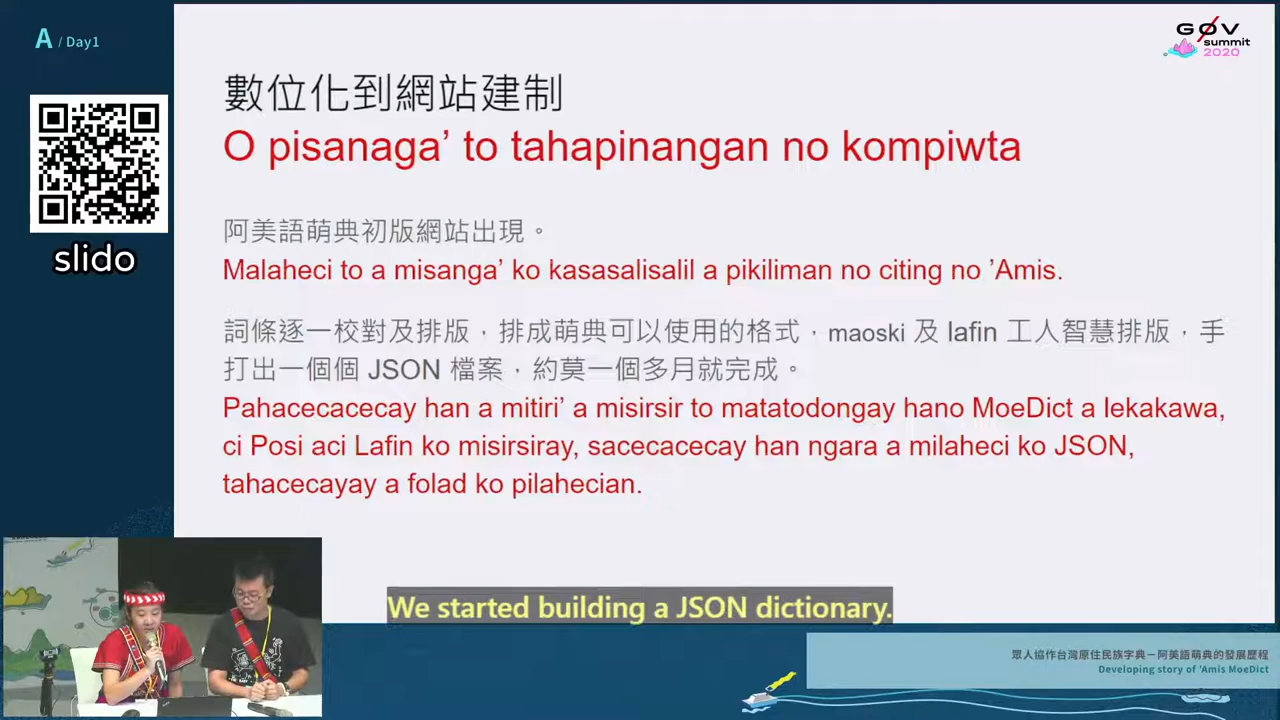 A / Day1
GØV
summit
2020
slido
數位化到網站建制
O pisanaga’ to tahapinangan no kompiwta
阿美語萌典初版網站出現。
Malaheci to a misanga’ ko kasasalisalil a pikiliman no citing no ’Amis.
詞條逐一校對及排版，排成萌典可以使用的格式，maoski 及 lafin 工人智慧排版，手
打出一個個 JSON 檔案，約莫一個多月就完成。
Pahacecacecay han a mitiri’ a misirsir to matatodongay hano MoeDict a lekakawa,
ci Posi aci Lafin ko misirsiray, sacecacecay han ngara a milaheci ko JSON,
tahacecayay a folad ko pilahecian.
We started building a JSON dictionary.
眾人協作台灣原住民族字典－阿美語萌典的發展歷程
Developing story of 'Amis MoeDict